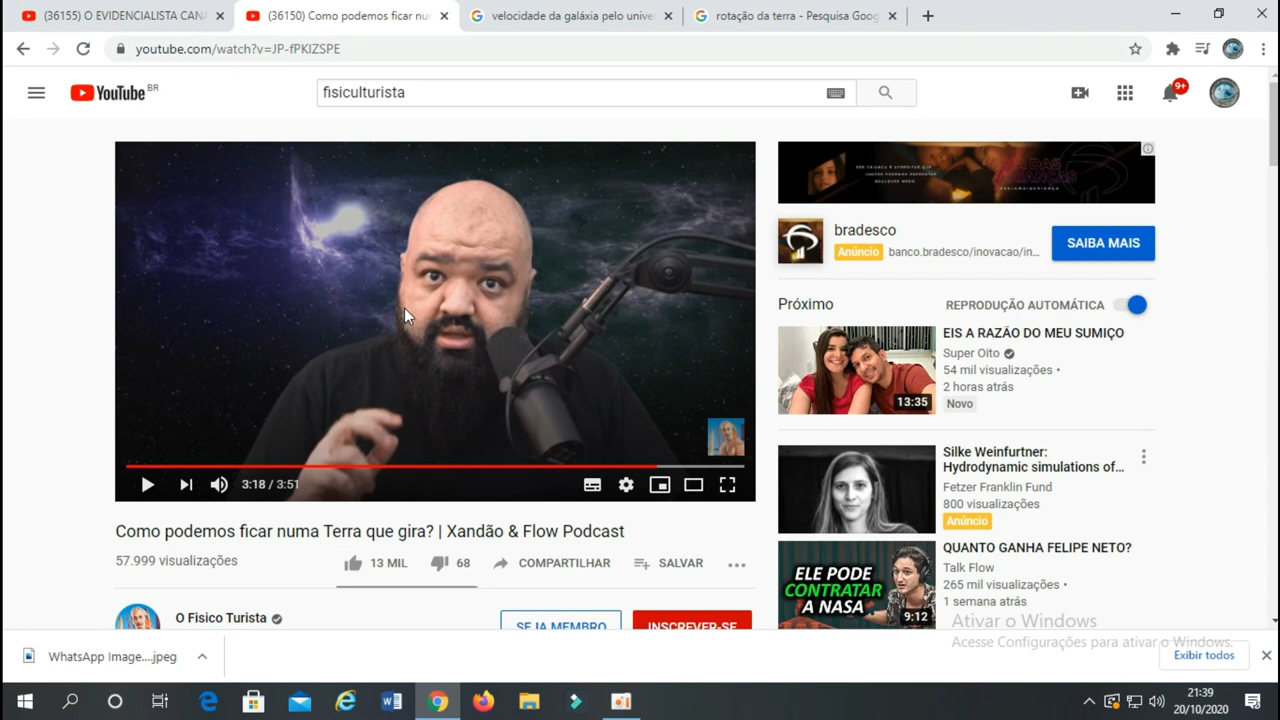 (36155) O EVIDENCIALISTA CANA
(36150) Como podemos ficar nur
velocidade da galáxia pelo unive
rotação da terra - Pesquisa Goog
youtube.com/watch?v=JP-fPKIZSPE
YouTube BR
fisiculturista
9+
bradesco
Anúncio
banco.bradesco/inovacao/in...
SAIBA MAIS
Próximo
REPRODUÇÃO AUTOMÁTICA
EIS A RAZÃO DO MEU SUMIÇO
Super Oito
54 mil visualizações •
2 horas atrás
Novo
13:35
Silke Weinfurtner:
Hydrodynamic simulations of...
Fetzer Franklin Fund
800 visualizações
Anúncio
ELE PODE
CONTRATAR
A NASA
9:12
QUANTO GANHA FELIPE NETO?
Talk Flow
265 mil visualizações •
1 semana atrás
3:18 / 3:51
Como podemos ficar numa Terra que gira? | Xandão & Flow Podcast
57.999 visualizações
13 MIL
68
COMPARTILHAR
SALVAR
O Fisico Turista
SEJA MEMBRO
INSCREVER-SE
Ativar o Windows
Acesse Configurações para ativar o Windows.
WhatsApp Image....jpeg
Exibir todos
21:39
20/10/2020